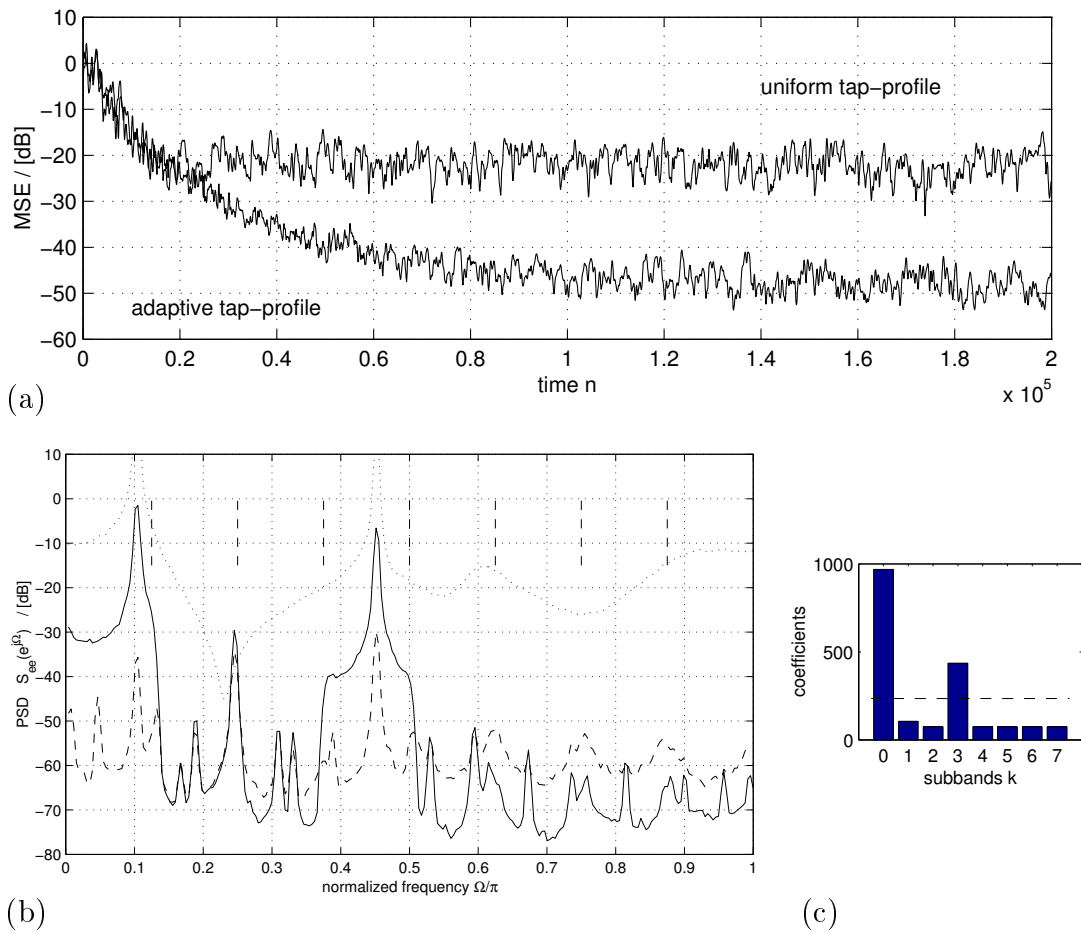 10
0
−10
−20
−30
−40
−50
−60
MSE / [dB]
uniform tap−profile
adaptive tap−profile
0 0.2 0.4 0.6 0.8 1 1.2 1.4 1.6 1.8 2
time n
x 10^5
(a)
10
0
−10
−20
−30
−40
−50
−60
−70
−80
PSD S_ee(e^jΩ) / [dB]
0 0.1 0.2 0.3 0.4 0.5 0.6 0.7 0.8 0.9 1
normalized frequency Ω/π
(b)
1000
500
0
coefficients
0 1 2 3 4 5 6 7
subbands k
(c)